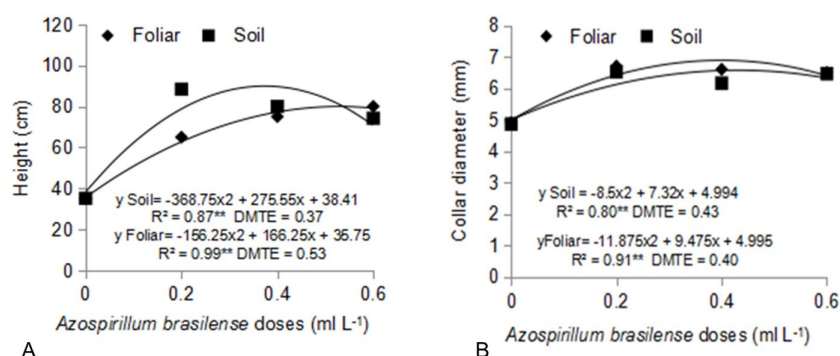 Foliar Soil
120
100
80
60
40
20
0
Height (cm)
y Soil= -368.75x2 + 275.55x + 38.41
R² = 0.87** DMTE = 0.37
y Foliar= -156.25x2 + 166.25x + 35.75
R² = 0.99** DMTE = 0.53
0 0.2 0.4 0.6
Azospirillum brasilense doses (ml L-1)
A
Foliar Soil
8
7
6
5
4
3
2
1
0
Collar diameter (mm)
y Soil= -8.5x2 + 7.32x + 4.994
R² = 0.80** DMTE = 0.43
yFoliar= -11.875x2 + 9.475x + 4.995
R² = 0.91** DMTE = 0.40
0 0.2 0.4 0.6
Azospirillum brasilense doses (ml L-1)
B